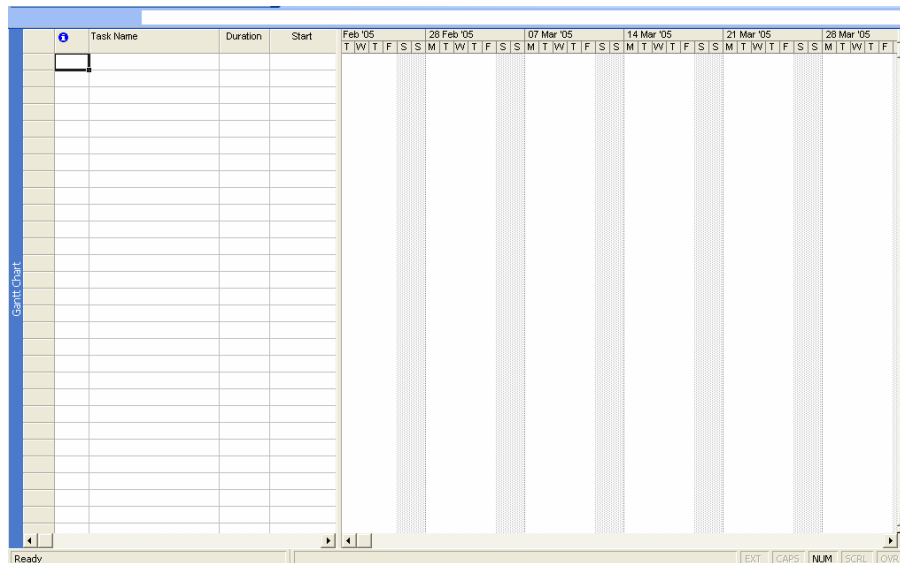 Task Name Duration Start Feb '05 28 Feb '05 07 Mar '05 14 Mar '05 21 Mar '05 28 Mar '05
T W T F S S M T W T F S S M T W T F S S M T W T F S S M T W T F S S M T W T F
Gantt Chart
Ready EXT CAPS NUM SCRL OVR